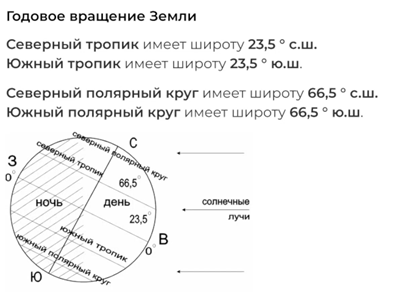 Годовое вращение Земли
Северный тропик имеет широту 23,5 ° с.ш.
Южный тропик имеет широту 23,5 ° ю.ш.
Северный полярный круг имеет широту 66,5 ° с.ш.
Южный полярный круг имеет широту 66,5 ° ю.ш.
С
северный полярный круг
северный тропик
З
0°
66,5°
ночь
день
солнечные
23,5°
лучи
южный тропик
В
0°
южный полярный круг
Ю